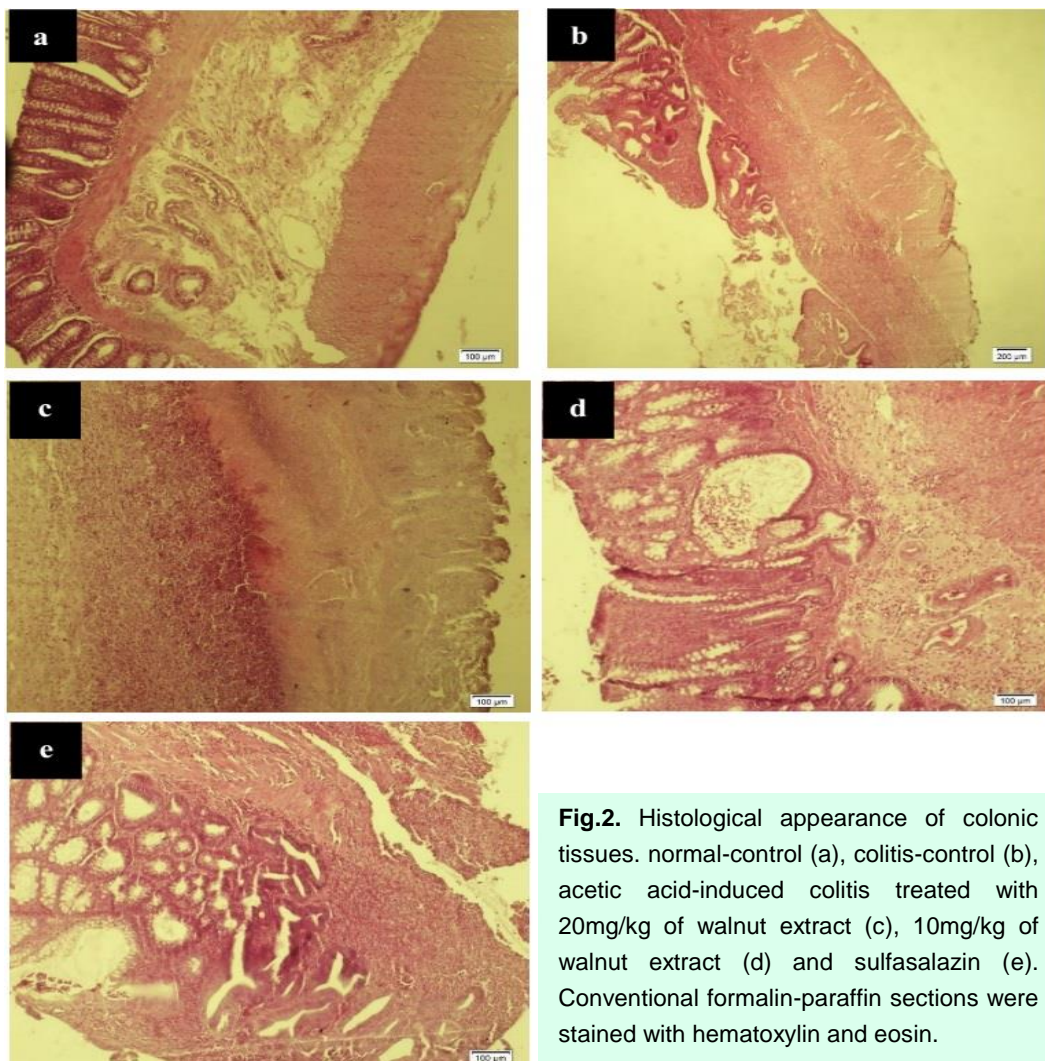 a
100 µm
b
200 µm
c
100 µm
d
100 µm
e
100 µm
Fig.2. Histological appearance of colonic
tissues. normal-control (a), colitis-control (b),
acetic acid-induced colitis treated with
20mg/kg of walnut extract (c), 10mg/kg of
walnut extract (d) and sulfasalazin (e).
Conventional formalin-paraffin sections were
stained with hematoxylin and eosin.